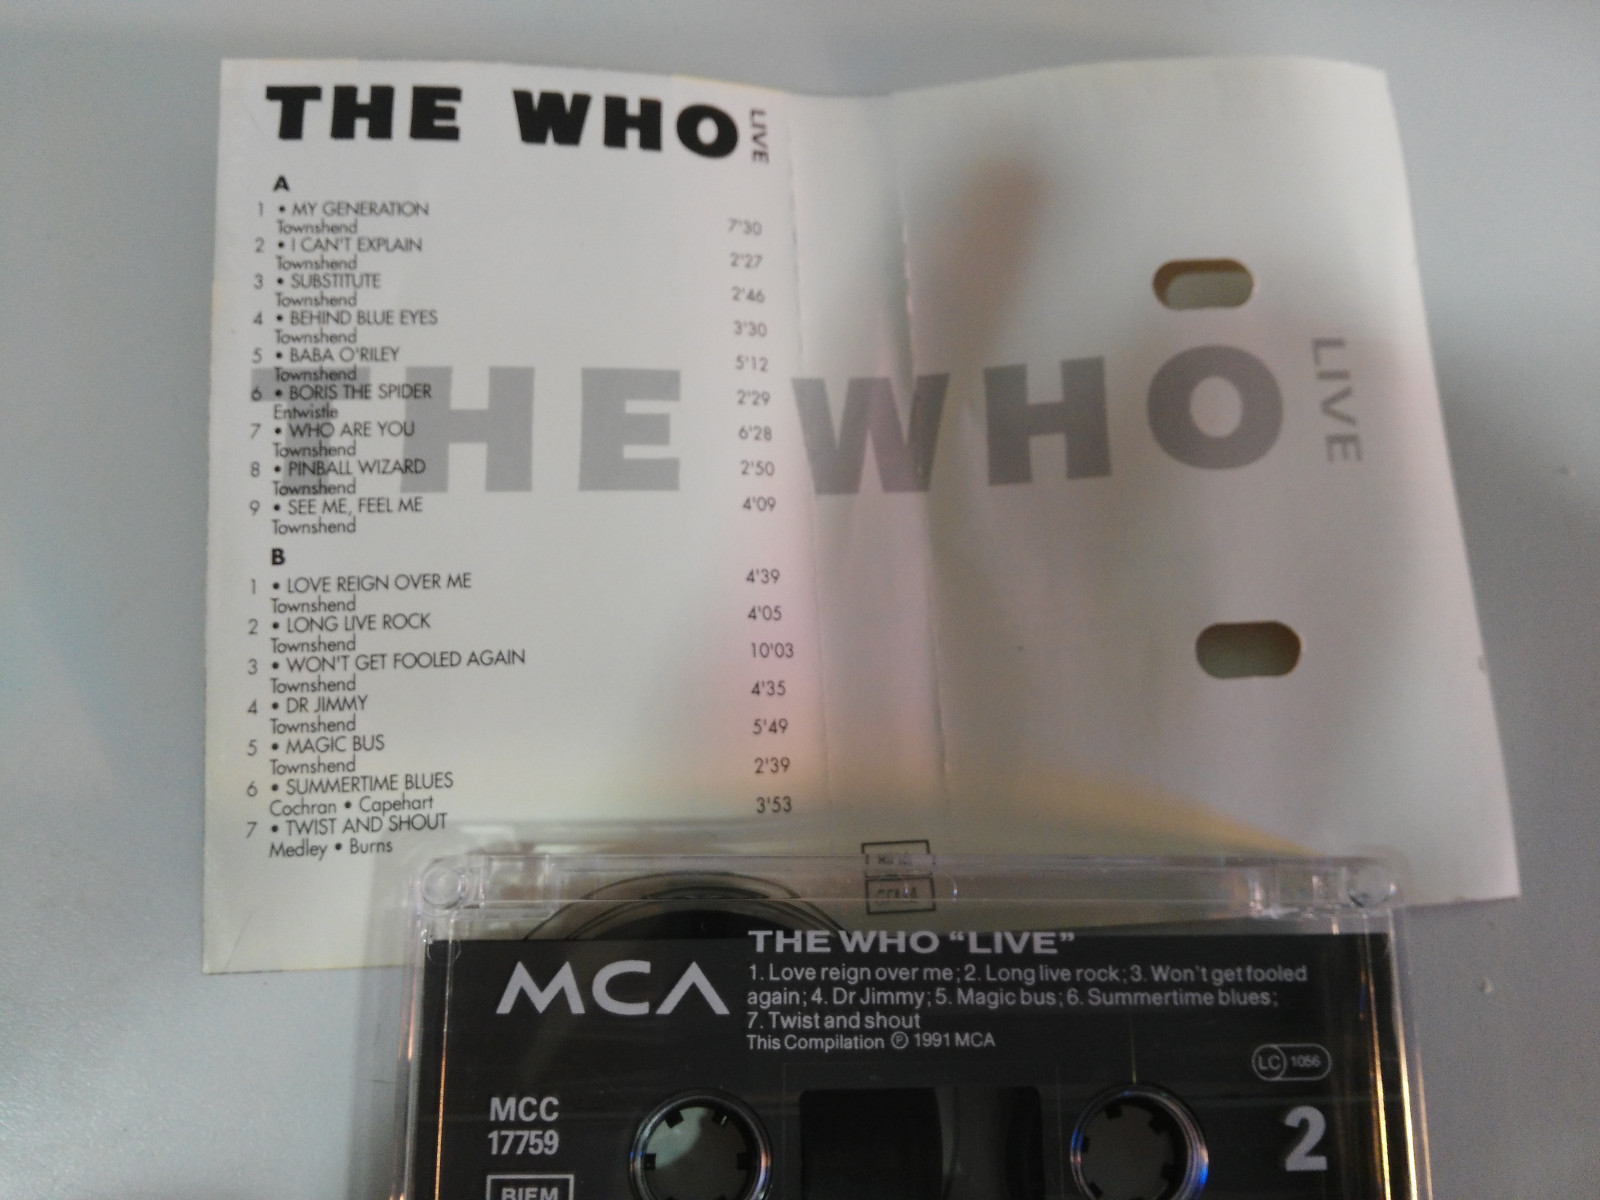 THE WHO LIVE
A
1 • MY GENERATION
Townshend 7'30
2 • I CAN'T EXPLAIN
Townshend 2'27
3 • SUBSTITUTE
Townshend 2'46
4 • BEHIND BLUE EYES
Townshend 3'30
5 • BABA O'RILEY
Townshend 5'12
6 • BORIS THE SPIDER
Entwistle 2'29
7 • WHO ARE YOU
Townshend 6'28
8 • PINBALL WIZARD
Townshend 2'50
9 • SEE ME, FEEL ME
Townshend 4'09
B
1 • LOVE REIGN OVER ME
Townshend 4'39
2 • LONG LIVE ROCK
Townshend 4'05
3 • WON'T GET FOOLED AGAIN
Townshend 10'03
4 • DR JIMMY
Townshend 4'35
5 • MAGIC BUS
Townshend 5'49
6 • SUMMERTIME BLUES
Cochran • Capehart 2'39
7 • TWIST AND SHOUT
Medley • Burns 3'53
THE WHO LIVE
BIEM
GEMA
MCA
THE WHO "LIVE"
1. Love reign over me; 2. Long live rock; 3. Won't get fooled
again; 4. Dr Jimmy; 5. Magic bus; 6. Summertime blues;
7. Twist and shout
This Compilation ℗ 1991 MCA
LC 1056
MCC
17759
2
BIEM